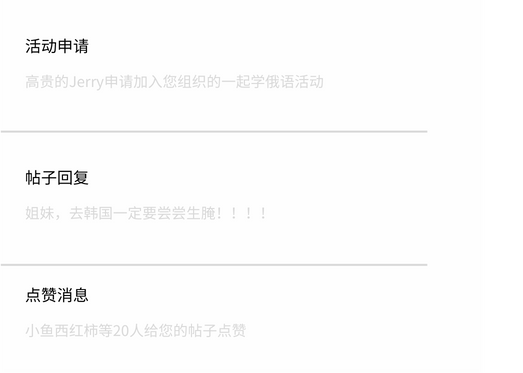 活动申请
高贵的Jerry申请加入您组织的一起学俄语活动
帖子回复
姐妹，去韩国一定要尝尝生腌！！！！
点赞消息
小鱼西红柿等20人给您的帖子点赞